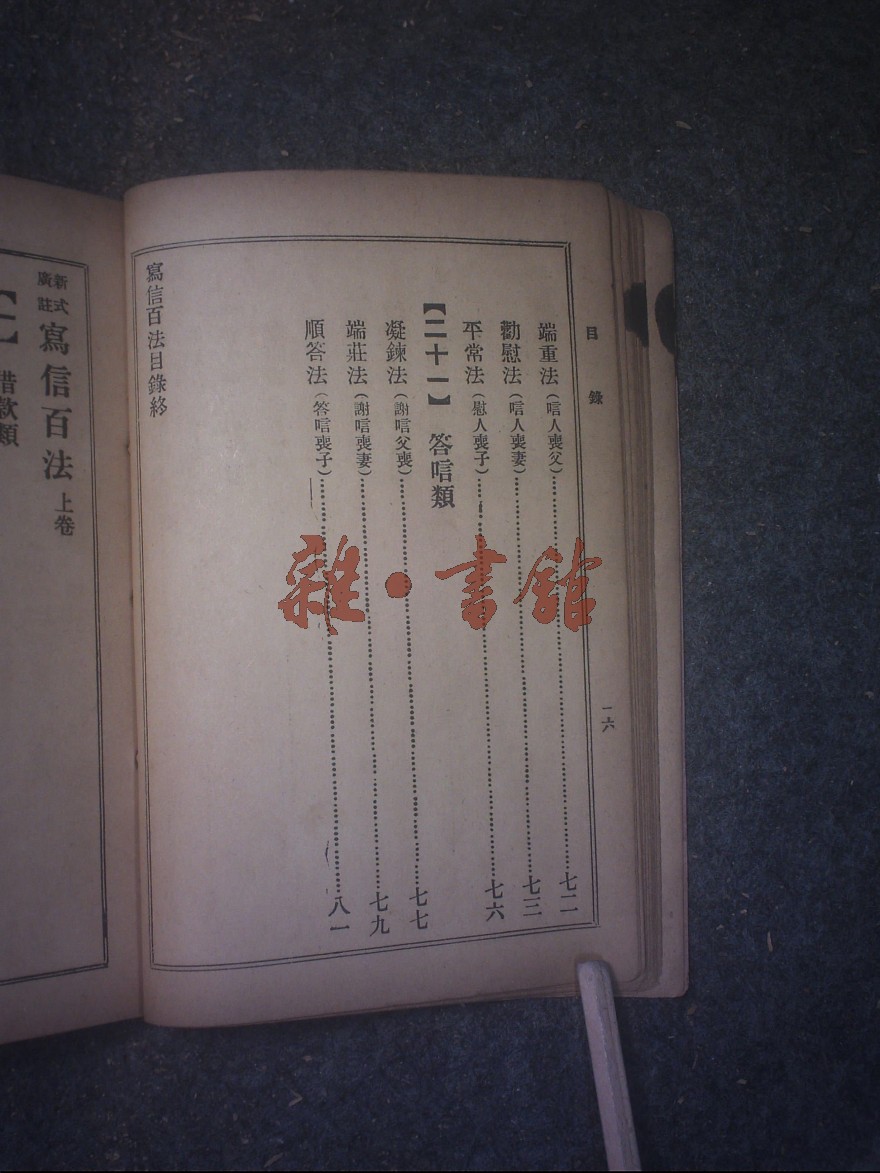 目錄
一六
端重法(唁人喪父)……七二
勸慰法(唁人喪妻)……七三
平常法(慰人喪子)……七六
【二十一】 答唁類
凝鍊法(謝唁父喪)……七七
端莊法(謝唁喪妻)……七九
順答法(答唁喪子)……八一
寫信百法目錄終
新式
廣註
寫信百法 上卷
【一】 借款類
雜·書館